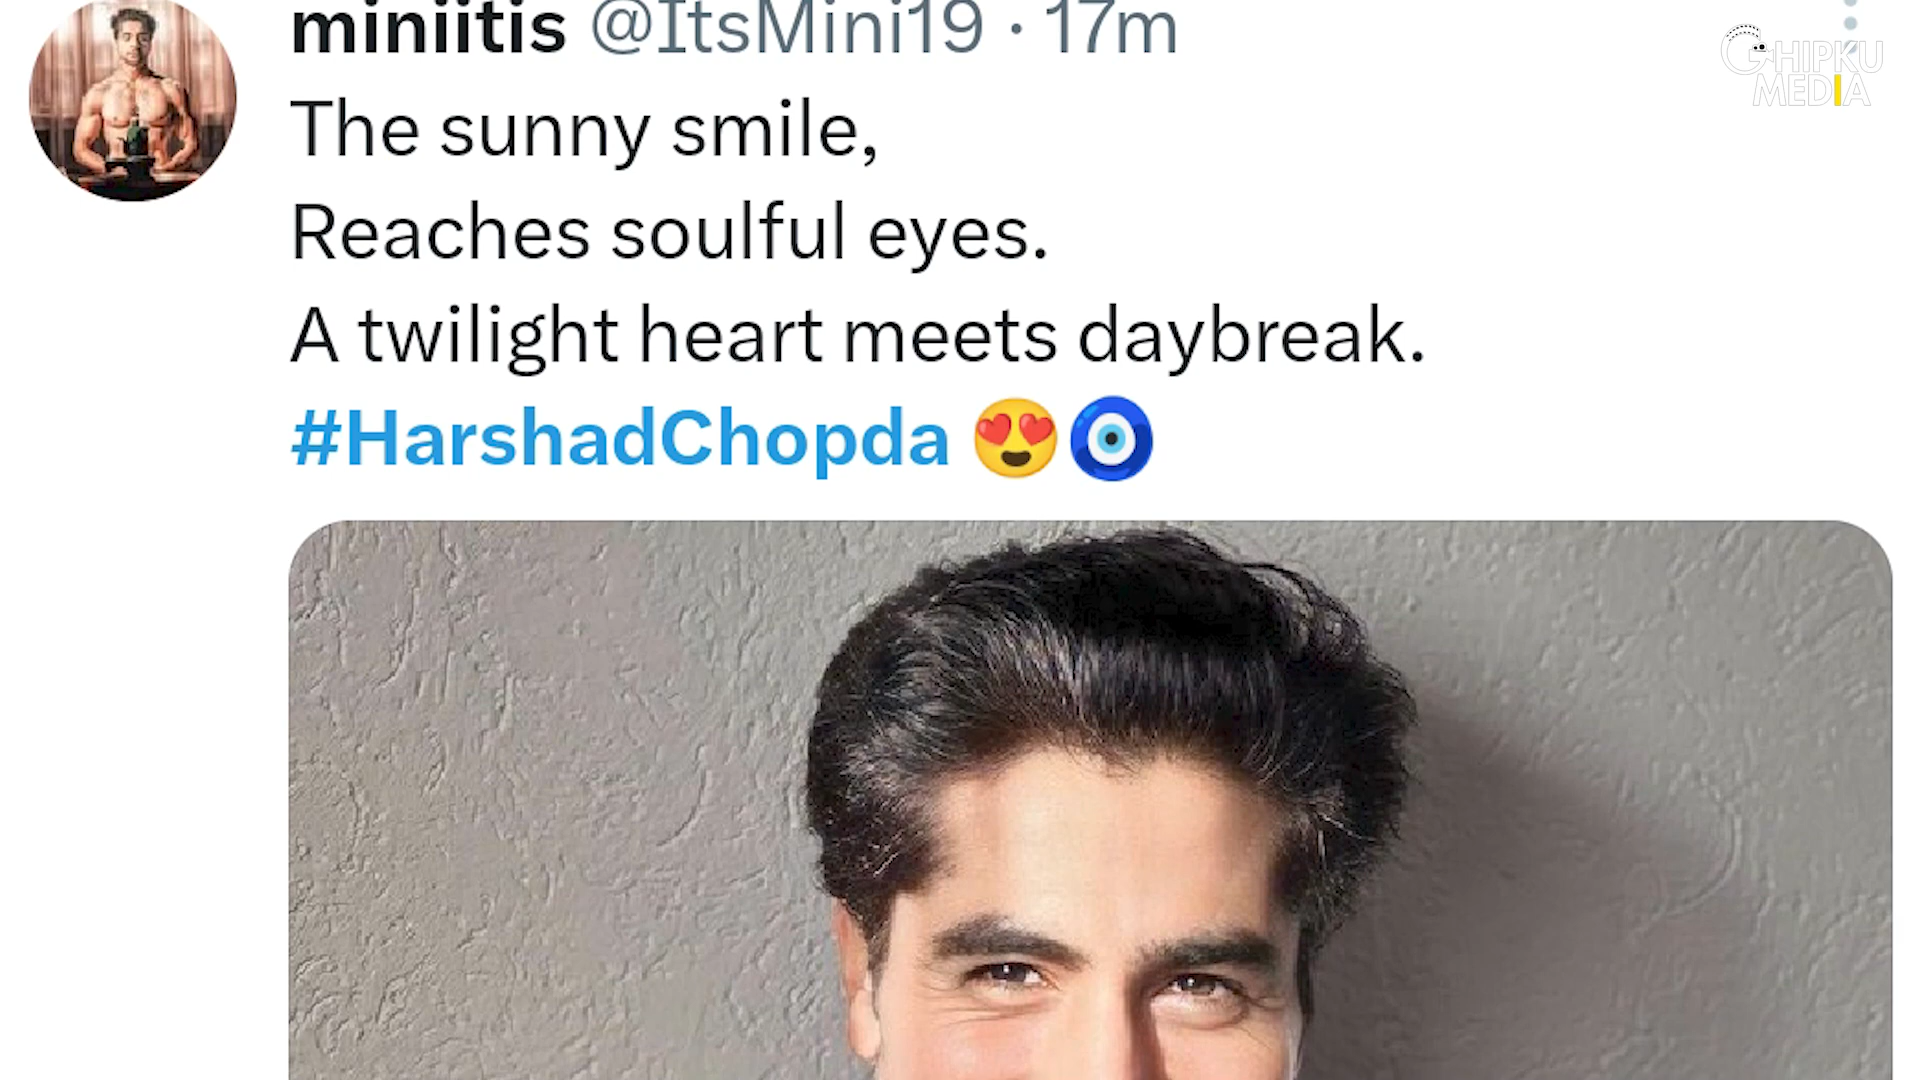 miniitis @ItsMini19 · 17m
CHIPKU
MEDIA
The sunny smile,
Reaches soulful eyes.
A twilight heart meets daybreak.
#HarshadChopda 😍🧿